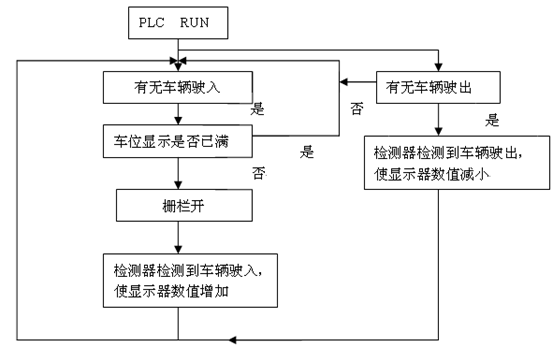 PLC RUN
有无车辆驶入
有无车辆驶出
是
否
是
车位显示是否已满
是
检测器检测到车辆驶出，
使显示器数值减小
否
栅栏开
检测器检测到车辆驶入，
使显示器数值增加